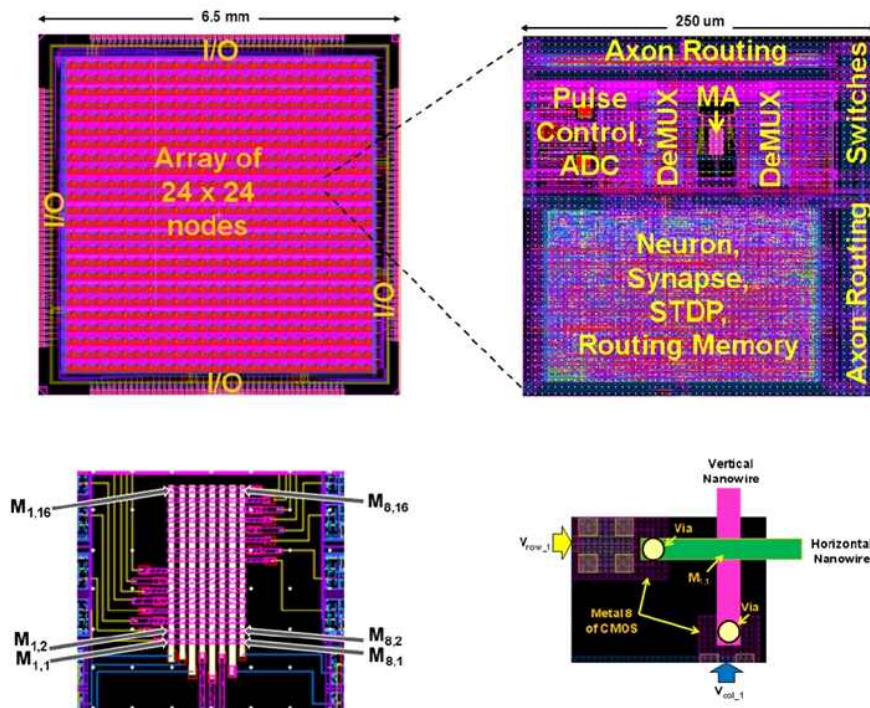 6.5 mm
I/O
Array of
24 x 24
nodes
I/O
I/O
I/O
250 um
Axon Routing
Switches
Pulse
Control,
ADC
DeMUX
MA
DeMUX
Neuron,
Synapse,
STDP,
Routing Memory
Axon Routing
M1,16
M8,16
M1,2
M1,1
M8,2
M8,1
Vertical
Nanowire
Via
Vrow_1
Horizontal
Nanowire
M1,1
Metal 8
of CMOS
Via
Vcol_1